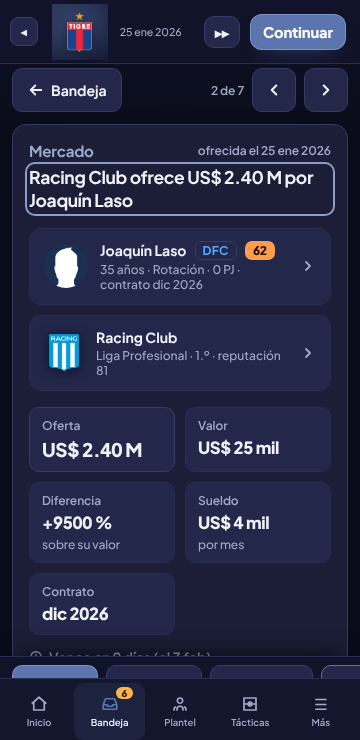 TIGRE
25 ene 2026
Continuar
Bandeja
2 de 7
Mercado
ofrecida el 25 ene 2026
Racing Club ofrece US$ 2.40 M por
Joaquín Laso
Joaquín Laso DFC 62
35 años · Rotación · 0 PJ ·
contrato dic 2026
RACING
Racing Club
Liga Profesional · 1.º · reputación
81
Oferta
US$ 2.40 M
Valor
US$ 25 mil
Diferencia
+9500 %
sobre su valor
Sueldo
US$ 4 mil
por mes
Contrato
dic 2026
6
Inicio
Bandeja
Plantel
Tácticas
Más